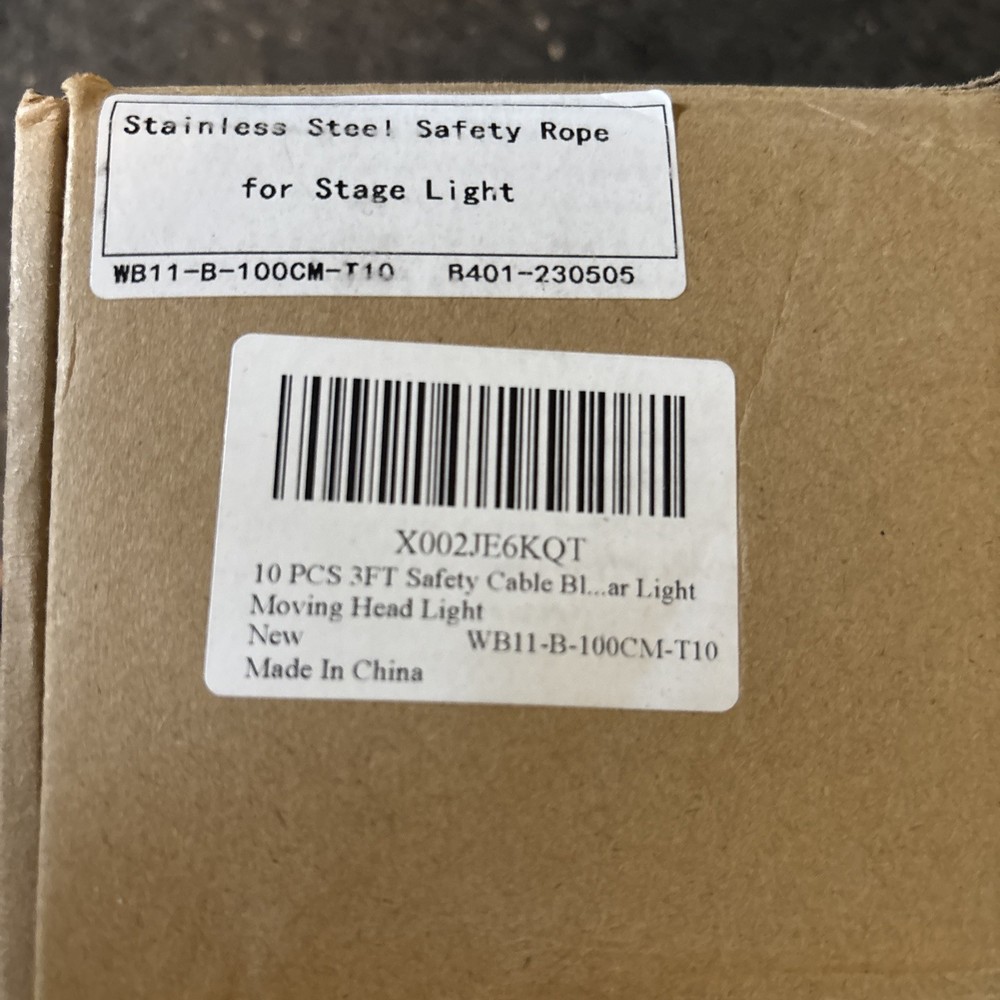 Stainless Steel Safety Rope
for Stage Light
WB11-B-100CM-T10 B401-230505
X002JE6KQT
10 PCS 3FT Safety Cable Bl...ar Light
Moving Head Light
New WB11-B-100CM-T10
Made In China